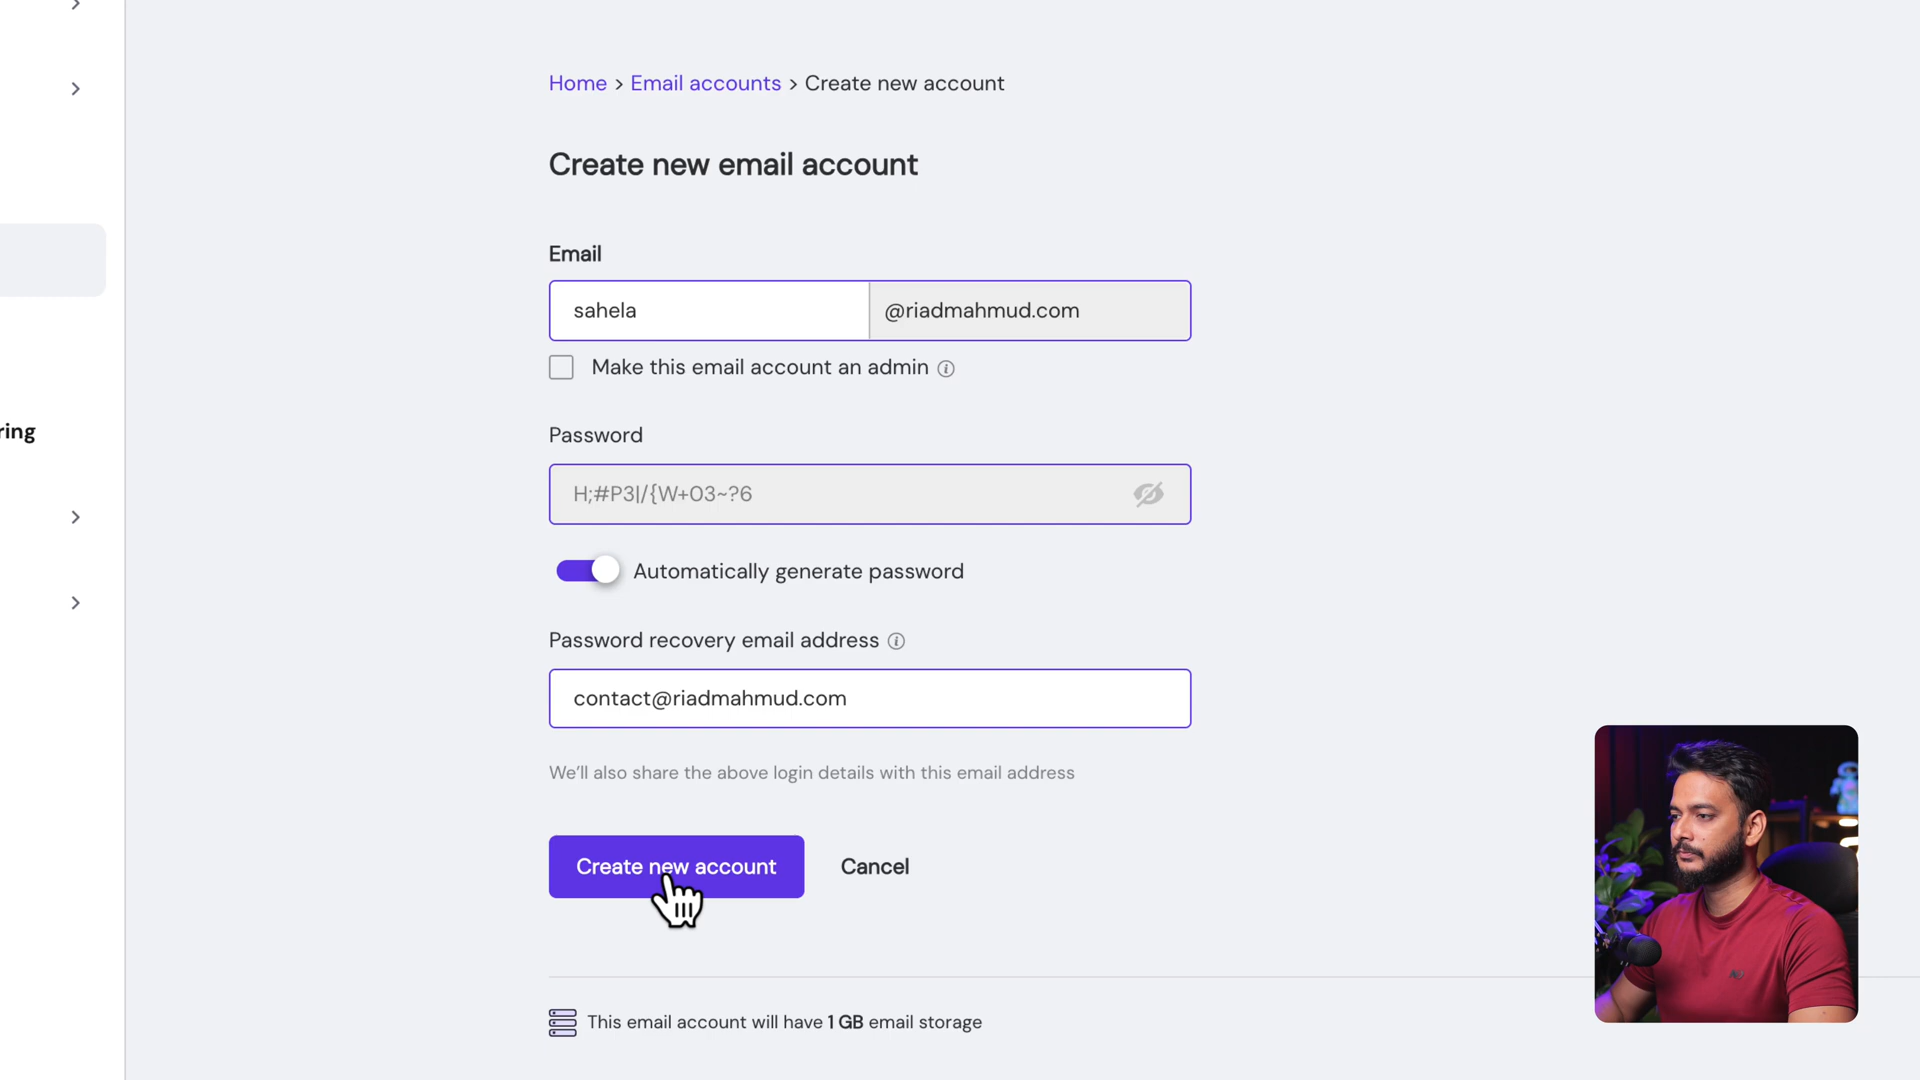 Home > Email accounts > Create new account
Create new email account
Email
sahela @riadmahmud.com
Make this email account an admin
ring
Password
H;#P3|/{W+O3~?6
Automatically generate password
Password recovery email address
contact@riadmahmud.com
We'll also share the above login details with this email address
Create new account Cancel
This email account will have 1 GB email storage